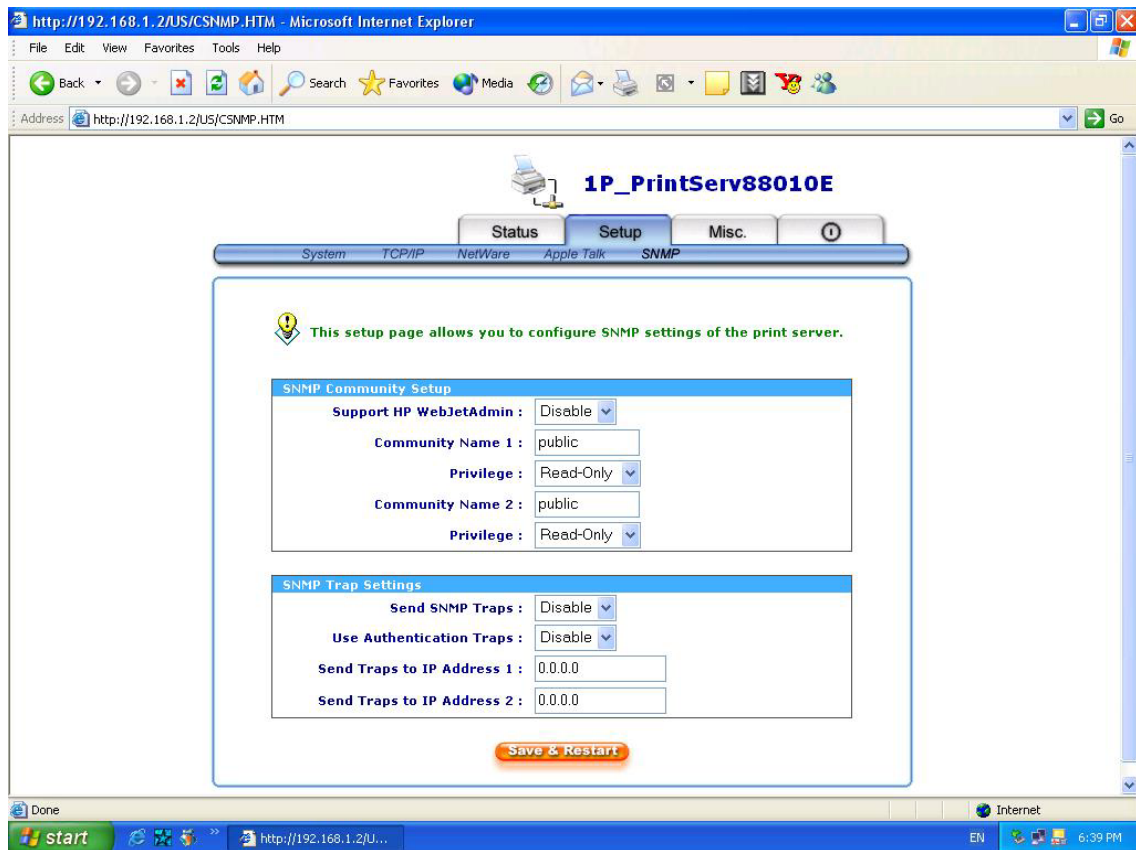 http://192.168.1.2/US/CSNMP.HTM - Microsoft Internet Explorer
File Edit View Favorites Tools Help
Back Search Favorites Media
Address http://192.168.1.2/US/CSNMP.HTM Go
1P_PrintServ88010E
Status Setup Misc.
System TCP/IP NetWare Apple Talk SNMP
This setup page allows you to configure SNMP settings of the print server.
SNMP Community Setup
Support HP WebJetAdmin : Disable
Community Name 1 : public
Privilege : Read-Only
Community Name 2 : public
Privilege : Read-Only
SNMP Trap Settings
Send SNMP Traps : Disable
Use Authentication Traps : Disable
Send Traps to IP Address 1 : 0.0.0.0
Send Traps to IP Address 2 : 0.0.0.0
Save & Restart
Done Internet
start » http://192.168.1.2/U... EN 6:39 PM